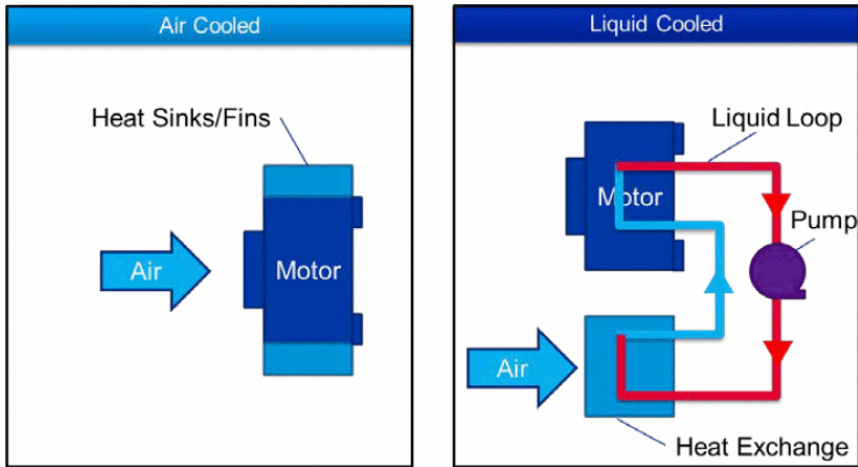 Air Cooled
Heat Sinks/Fins
Air
Motor
Liquid Cooled
Liquid Loop
Motor
Pump
Air
Heat Exchange